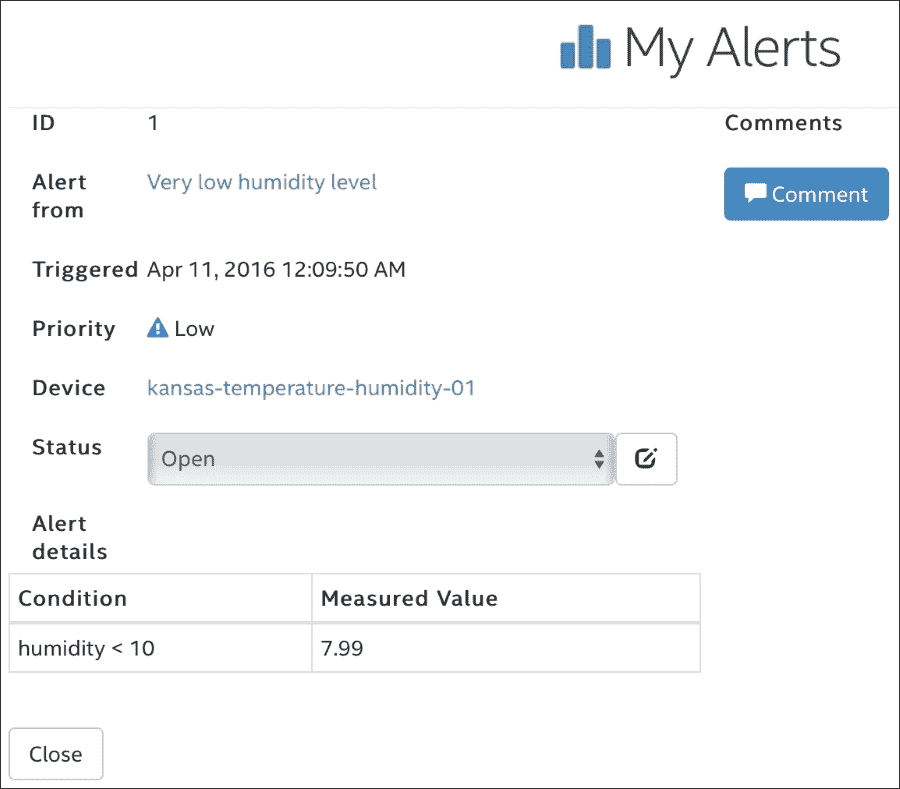 My Alerts
ID 1
Comments
Alert from Very low humidity level
Comment
Triggered Apr 11, 2016 12:09:50 AM
Priority Low
Device kansas-temperature-humidity-01
Status Open
Alert
details
Condition Measured Value
humidity < 10 7.99
Close